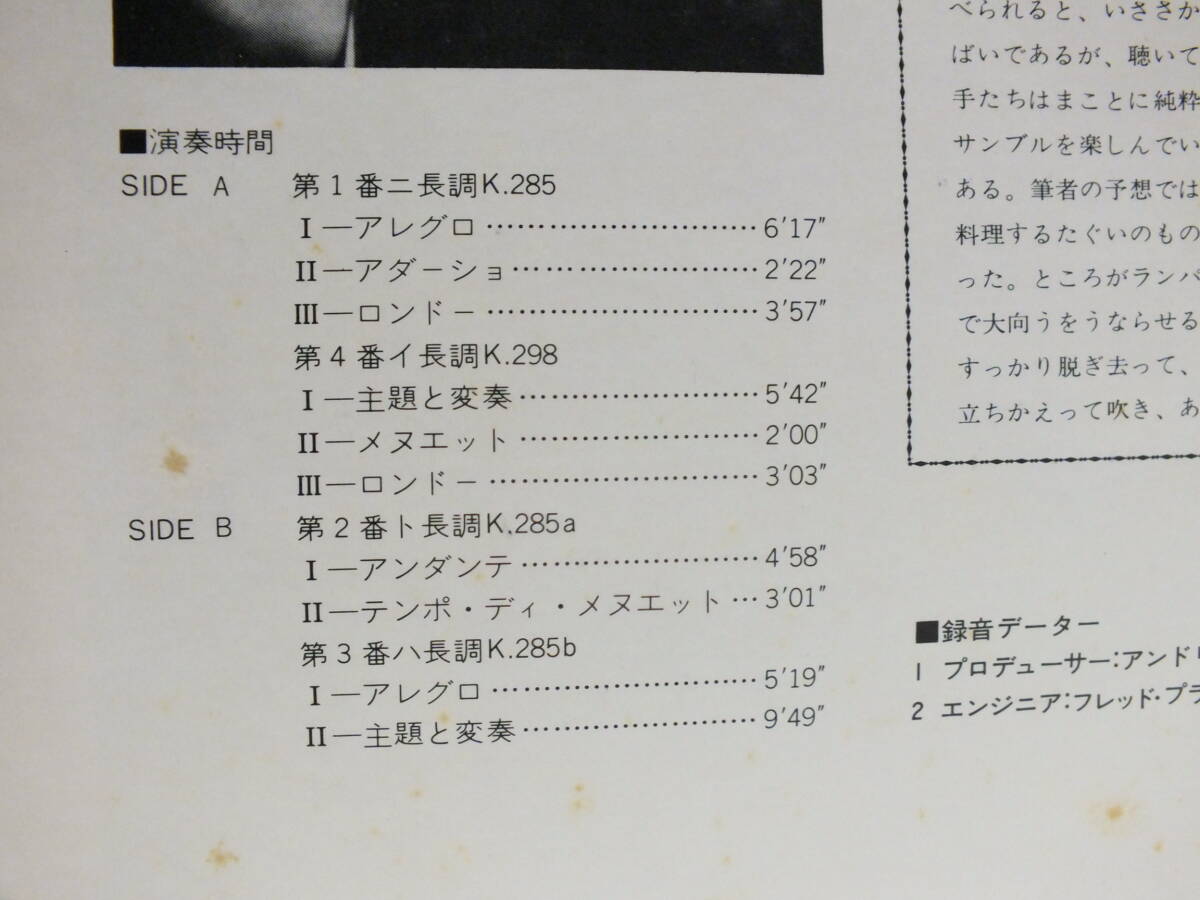 ■演奏時間
SIDE A 第1番ニ長調K.285
I—アレグロ…………………………6′17″
II—アダージョ………………………2′22″
III—ロンドー…………………………3′57″
第4番イ長調K.298
I—主題と変奏………………………5′42″
II—メヌエット………………………2′00″
III—ロンドー…………………………3′03″
SIDE B 第2番ト長調K.285a
I—アンダンテ………………………4′58″
II—テンポ・ディ・メヌエット…3′01″
第3番ハ長調K.285b
I—アレグロ…………………………5′19″
II—主題と変奏………………………9′49″
べられると、いささか
ばいであるが、聴いて
手たちはまことに純粋
サンブルを楽しんでい
ある。筆者の予想では
料理するたぐいのもの
った。ところがランパ
で大向うをうならせる
すっかり脱ぎ去って、
立ちかえって吹き、あ
■録音データー
1 プロデューサー:アンド
2 エンジニア:フレッド・プラ